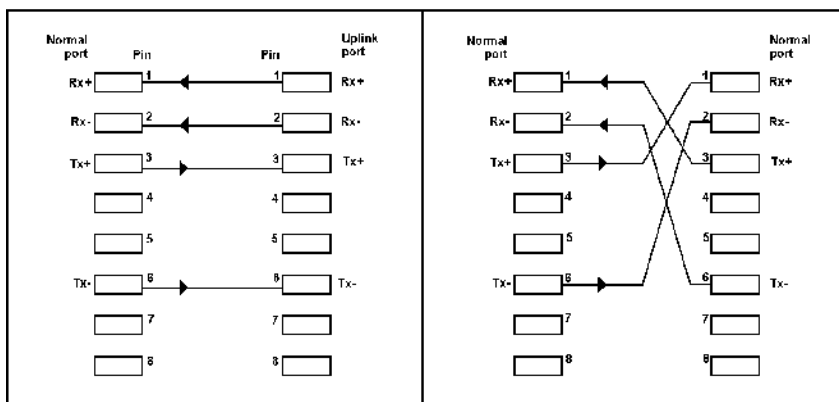 Normal port Pin Pin Uplink port
Rx+ 1 1 Rx+
Rx- 2 2 Rx-
Tx+ 3 3 Tx+
4 4
5 5
Tx- 6 6 Tx-
7 7
8 8
Normal port Normal port
Rx+ 1 1 Rx+
Rx- 2 2 Rx-
Tx+ 3 3 Tx+
4 4
5 5
Tx- 6 6 Tx-
7 7
8 8